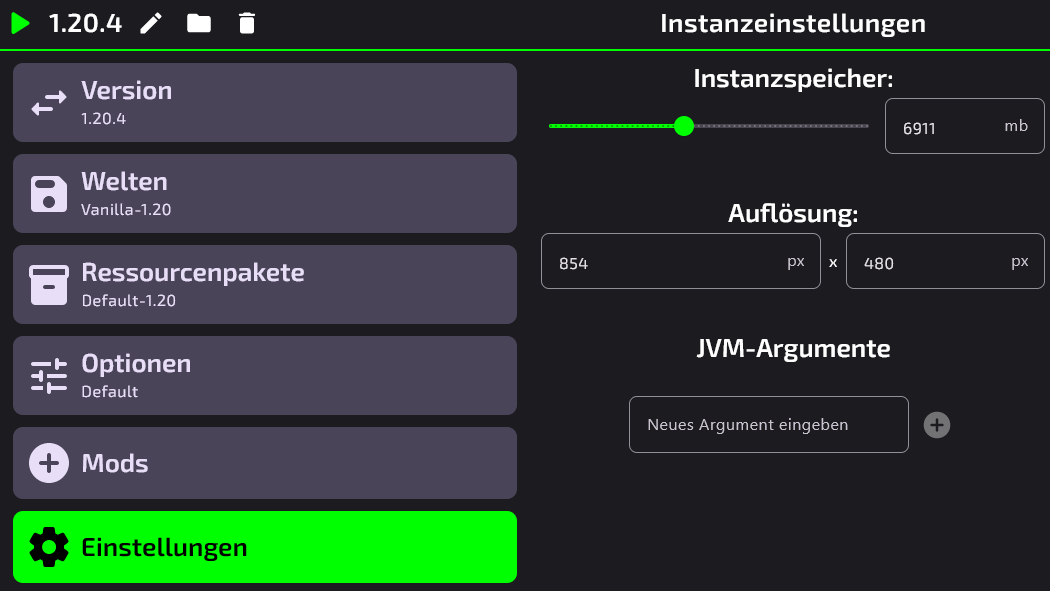 1.20.4
Instanzeinstellungen
Version
1.20.4
Welten
Vanilla-1.20
Ressourcenpakete
Default-1.20
Optionen
Default
Mods
Einstellungen
Instanzspeicher:
6911 mb
Auflösung:
854 px x 480 px
JVM-Argumente
Neues Argument eingeben